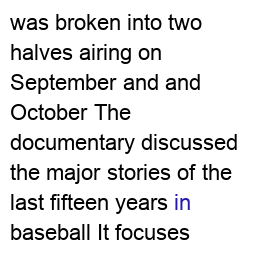 was broken into two
halves airing on
September and and
October The
documentary discussed
the major stories of the
last fifteen years in
baseball It focuses